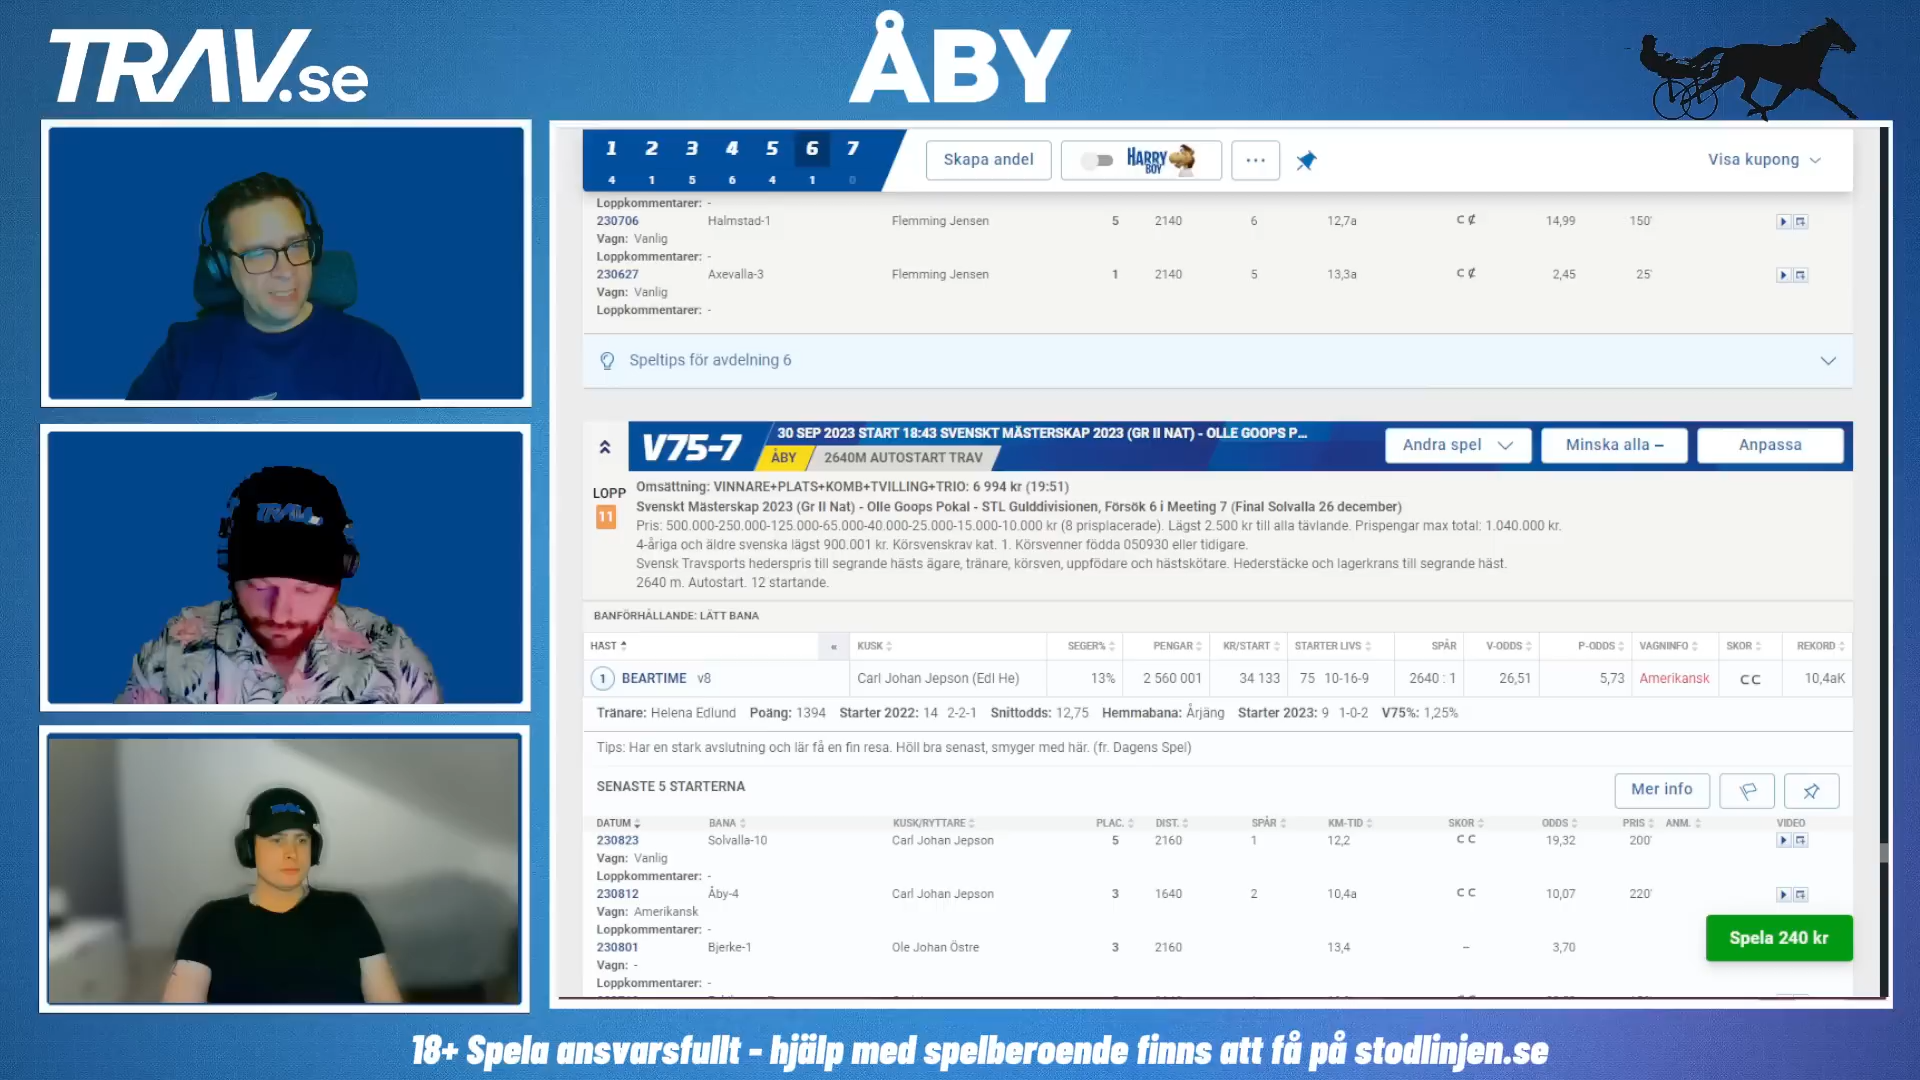 TRAV.se
ÅBY
1 2 3 4 5 6 7
4 1 5 6 4 1 0
Skapa andel
HARRY BOY
Visa kupong
Loppkommentarer: -
230706 Halmstad-1 Flemming Jensen 5 2140 6 12,7a C ₵ 14,99 150'
Vagn: Vanlig
Loppkommentarer: -
230627 Axevalla-3 Flemming Jensen 1 2140 5 13,3a C ₵ 2,45 25'
Vagn: Vanlig
Loppkommentarer: -
Speltips för avdelning 6
V75-7
30 SEP 2023 START 18:43 SVENSKT MÄSTERSKAP 2023 (GR II NAT) - OLLE GOOPS P...
ÅBY 2640M AUTOSTART TRAV
Andra spel
Minska alla –
Anpassa
LOPP
11
Omsättning: VINNARE+PLATS+KOMB+TVILLING+TRIO: 6 994 kr (19:51)
Svenskt Mästerskap 2023 (Gr II Nat) - Olle Goops Pokal - STL Gulddivisionen, Försök 6 i Meeting 7 (Final Solvalla 26 december)
Pris: 500.000-250.000-125.000-65.000-40.000-25.000-15.000-10.000 kr (8 prisplacerade). Lägst 2.500 kr till alla tävlande. Prispengar max total: 1.040.000 kr.
4-åriga och äldre svenska lägst 900.001 kr. Körsvenskrav kat. 1. Körsvenner födda 050930 eller tidigare.
Svensk Travsports hederspris till segrande hästs ägare, tränare, körsven, uppfödare och hästskötare. Hederstäcke och lagerkrans till segrande häst.
2640 m. Autostart. 12 startande.
BANFÖRHÅLLANDE: LÄTT BANA
HÄST « KUSK SEGER% PENGAR KR/START STARTER LIVS SPÅR V-ODDS P-ODDS VAGNINFO SKOR REKORD
1 BEARTIME v8 Carl Johan Jepson (Edl He) 13% 2 560 001 34 133 75 10-16-9 2640 : 1 26,51 5,73 Amerikansk C C 10,4aK
Tränare: Helena Edlund Poäng: 1394 Starter 2022: 14 2-2-1 Snittodds: 12,75 Hemmabana: Årjäng Starter 2023: 9 1-0-2 V75%: 1,25%
Tips: Har en stark avslutning och lär få en fin resa. Höll bra senast, smyger med här. (fr. Dagens Spel)
SENASTE 5 STARTERNA
Mer info
DATUM BANA KUSK/RYTTARE PLAC. DIST. SPÅR KM-TID SKOR ODDS PRIS ANM. VIDEO
230823 Solvalla-10 Carl Johan Jepson 5 2160 1 12,2 C C 19,32 200'
Vagn: Vanlig
Loppkommentarer: -
230812 Åby-4 Carl Johan Jepson 3 1640 2 10,4a C C 10,07 220'
Vagn: Amerikansk
Loppkommentarer: -
230801 Bjerke-1 Ole Johan Östre 3 2160 13,4 – 3,70
Vagn: -
Loppkommentarer: -
Spela 240 kr
18+ Spela ansvarsfullt - hjälp med spelberoende finns att få på stodlinjen.se